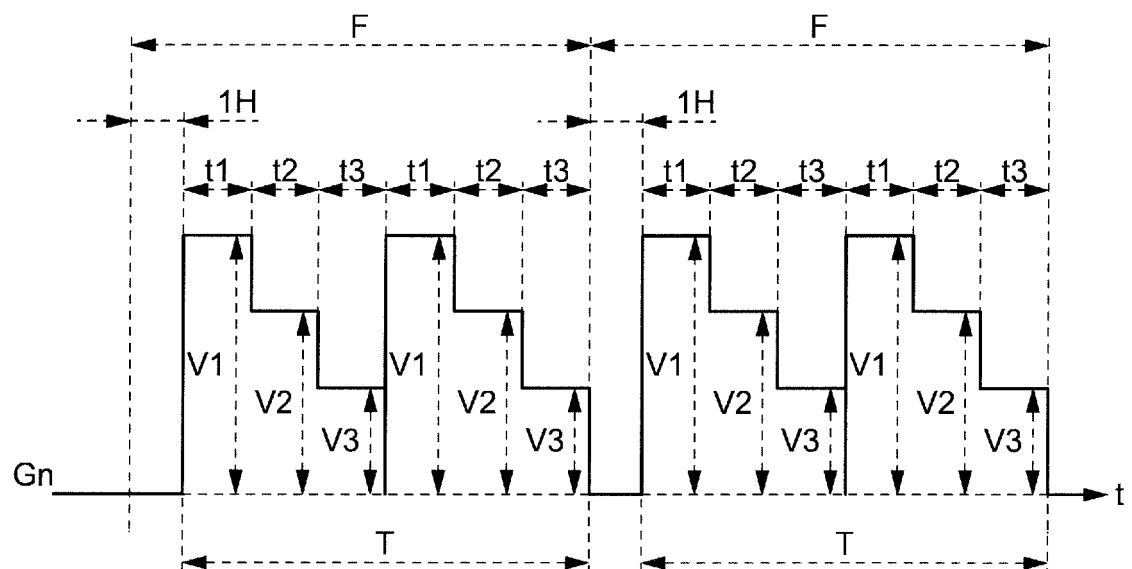 F F
1H 1H
t1 t2 t3 t1 t2 t3 t1 t2 t3 t1 t2 t3
V1 V1 V1 V1
V2 V2 V2 V2
V3 V3 V3 V3
Gn t
T T